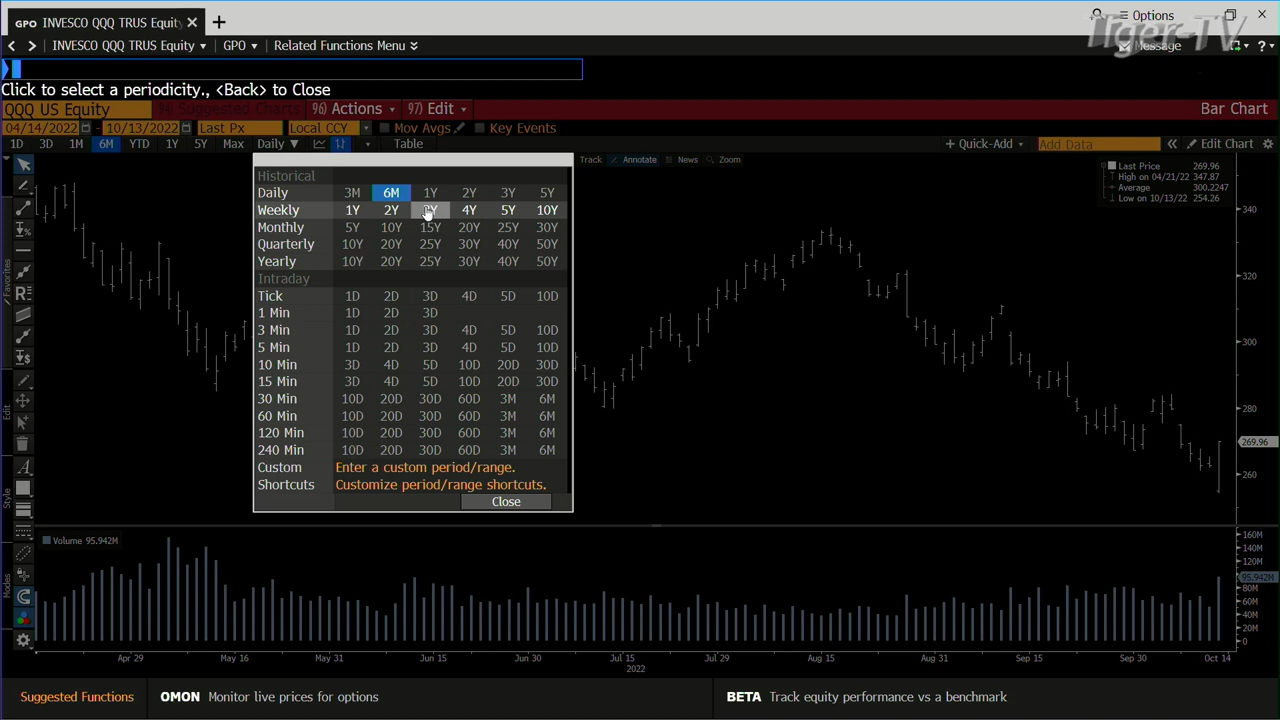 GPO INVESCO QQQ TRUS Equity
Options
INVESCO QQQ TRUS Equity GPO Related Functions Menu
Tiger-TV
Message
?
Click to select a periodicity., <Back> to Close
QQQ US Equity 94) Suggested Charts 96) Actions 97) Edit Bar Chart
04/14/2022 - 10/13/2022 Last Px Local CCY Mov Avgs Key Events
1D 3D 1M 6M YTD 1Y 5Y Max Daily Table + Quick-Add Add Data Edit Chart
Track Annotate News Zoom
Historical
Daily 3M 6M 1Y 2Y 3Y 5Y
Weekly 1Y 2Y 3Y 4Y 5Y 10Y
Monthly 5Y 10Y 15Y 20Y 25Y 30Y
Quarterly 10Y 20Y 25Y 30Y 40Y 50Y
Yearly 10Y 20Y 25Y 30Y 40Y 50Y
Intraday
Tick 1D 2D 3D 4D 5D 10D
1 Min 1D 2D 3D
3 Min 1D 2D 3D 4D 5D 10D
5 Min 1D 2D 3D 4D 5D 10D
10 Min 3D 4D 5D 10D 20D 30D
15 Min 3D 4D 5D 10D 20D 30D
30 Min 10D 20D 30D 60D 3M 6M
60 Min 10D 20D 30D 60D 3M 6M
120 Min 10D 20D 30D 60D 3M 6M
240 Min 10D 20D 30D 60D 3M 6M
Custom Enter a custom period/range.
Shortcuts Customize period/range shortcuts.
Close
Last Price 269.96
High on 04/21/22 347.87
Average 300.2247
Low on 10/13/22 254.26
340
320
300
280
269.96
260
Favorites
Edit
Style
Modes
Volume 95.942M
160M
140M
120M
95.942M
80M
60M
40M
20M
0
Apr 29 May 16 May 31 Jun 15 Jun 30 Jul 15 Jul 29 Aug 15 Aug 31 Sep 15 Sep 30 Oct 14
2022
Suggested Functions OMON Monitor live prices for options BETA Track equity performance vs a benchmark